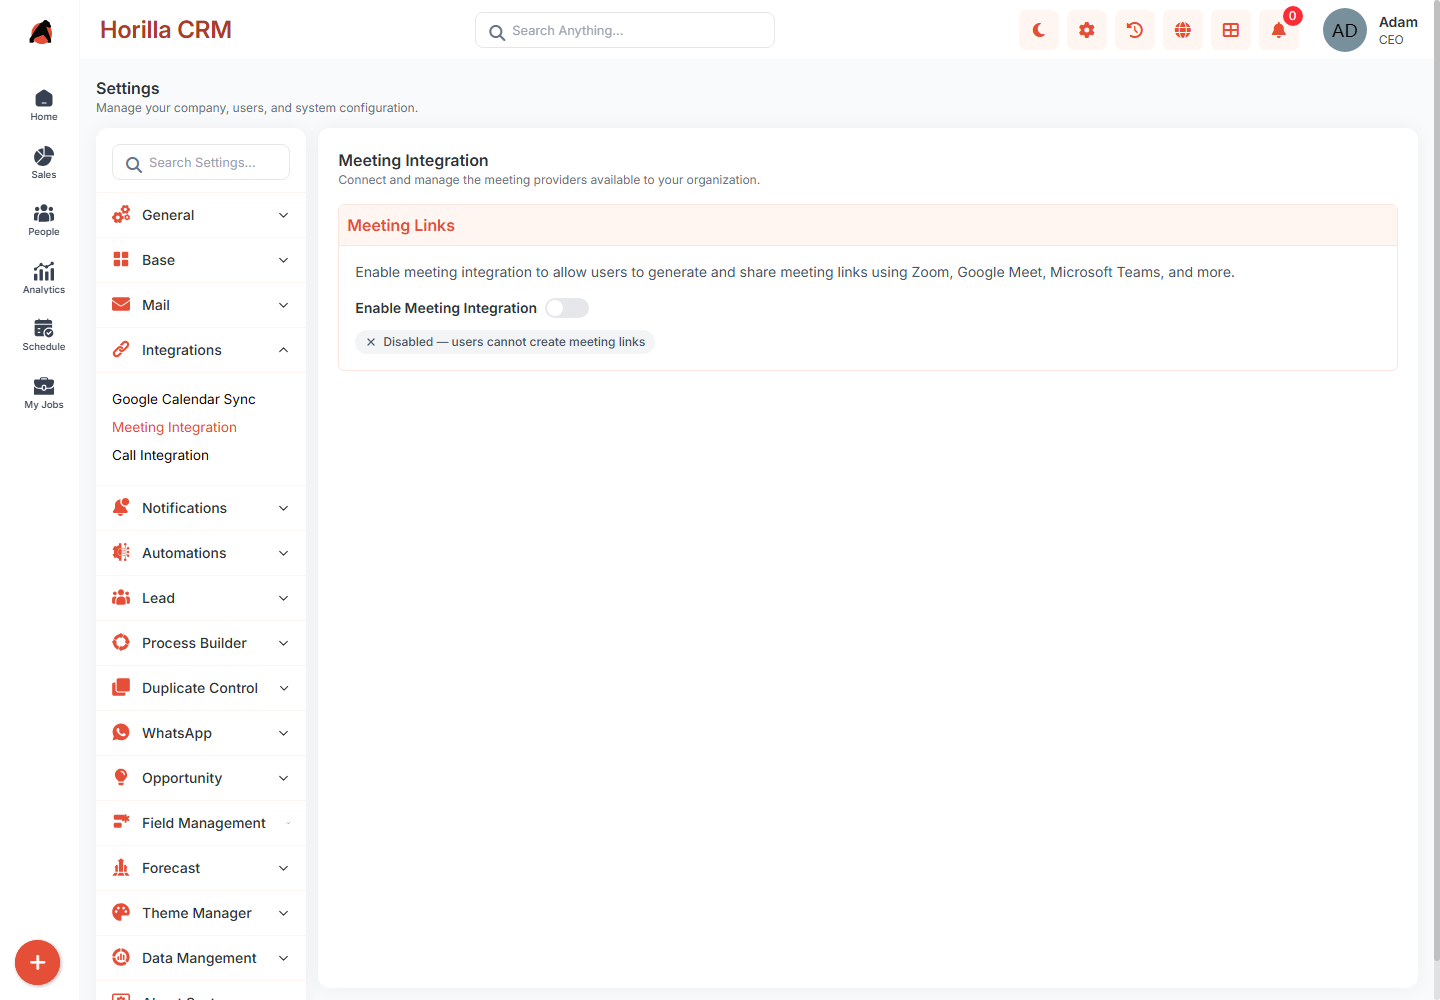 Horilla CRM
Search Anything...
0
AD
Adam
CEO
Home
Sales
People
Analytics
Schedule
My Jobs
Settings
Manage your company, users, and system configuration.
Search Settings...
General
Base
Mail
Integrations
Google Calendar Sync
Meeting Integration
Call Integration
Notifications
Automations
Lead
Process Builder
Duplicate Control
WhatsApp
Opportunity
Field Management
Forecast
Theme Manager
Data Mangement
Meeting Integration
Connect and manage the meeting providers available to your organization.
Meeting Links
Enable meeting integration to allow users to generate and share meeting links using Zoom, Google Meet, Microsoft Teams, and more.
Enable Meeting Integration
Disabled — users cannot create meeting links